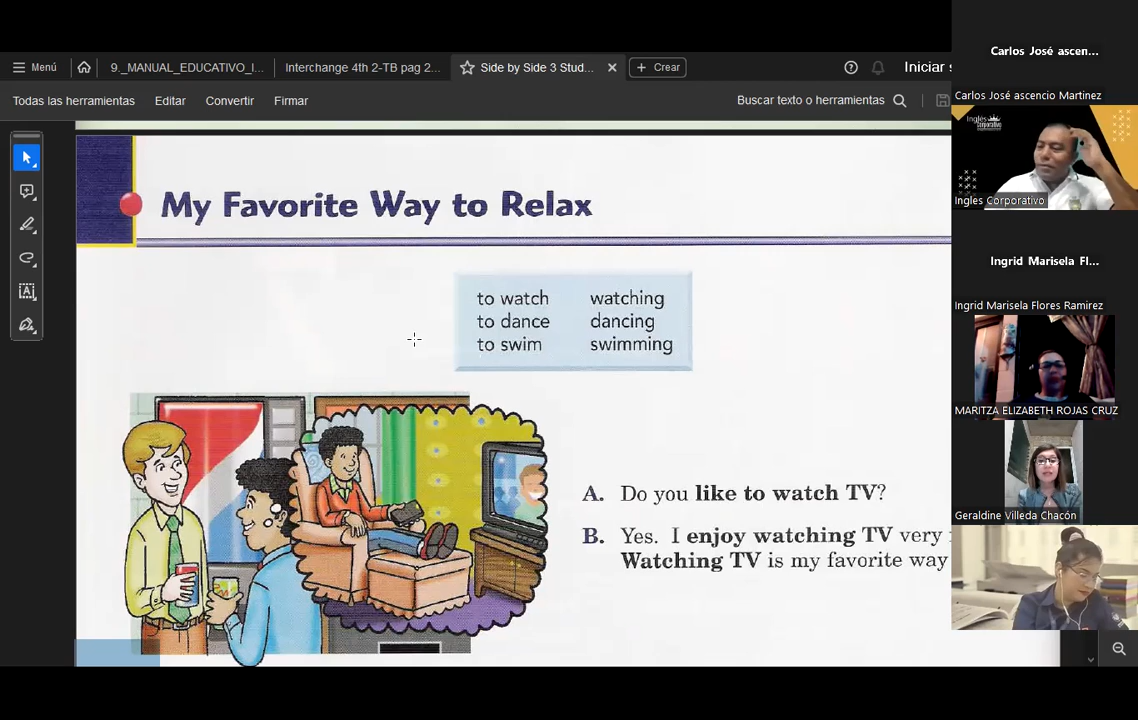 Menú
9._MANUAL_EDUCATIVO_I...
Interchange 4th 2-TB pag 2...
Side by Side 3 Stud...
Crear
Iniciar s
Todas las herramientas
Editar
Convertir
Firmar
Buscar texto o herramientas
My Favorite Way to Relax
to watch watching
to dance dancing
to swim swimming
A. Do you like to watch TV?
B. Yes. I enjoy watching TV very
Watching TV is my favorite way
Carlos José ascen...
Carlos José ascencio Martinez
Inglés
Corporativo
Ingles Corporativo
Ingrid Marisela Fl...
Ingrid Marisela Flores Ramirez
MARITZA ELIZABETH ROJAS CRUZ
Geraldine Villeda Chacón